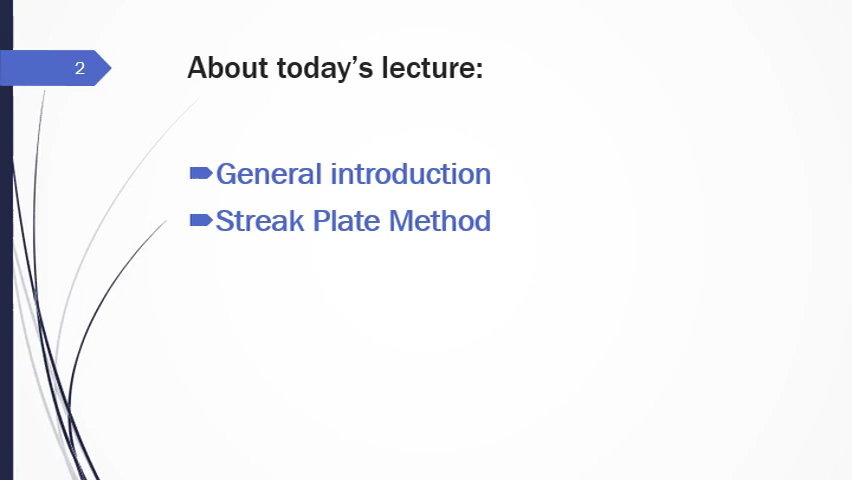 2
About today’s lecture:
General introduction
Streak Plate Method